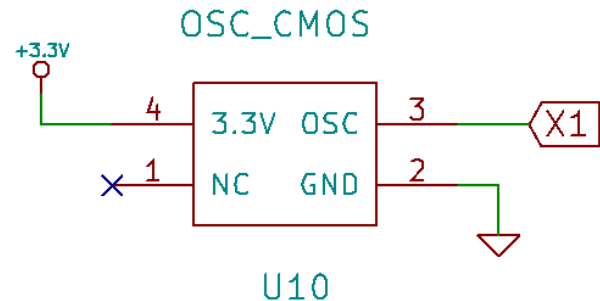 OSC_CMOS
+3.3V
4 3.3V OSC 3 X1
1 NC GND 2
U10